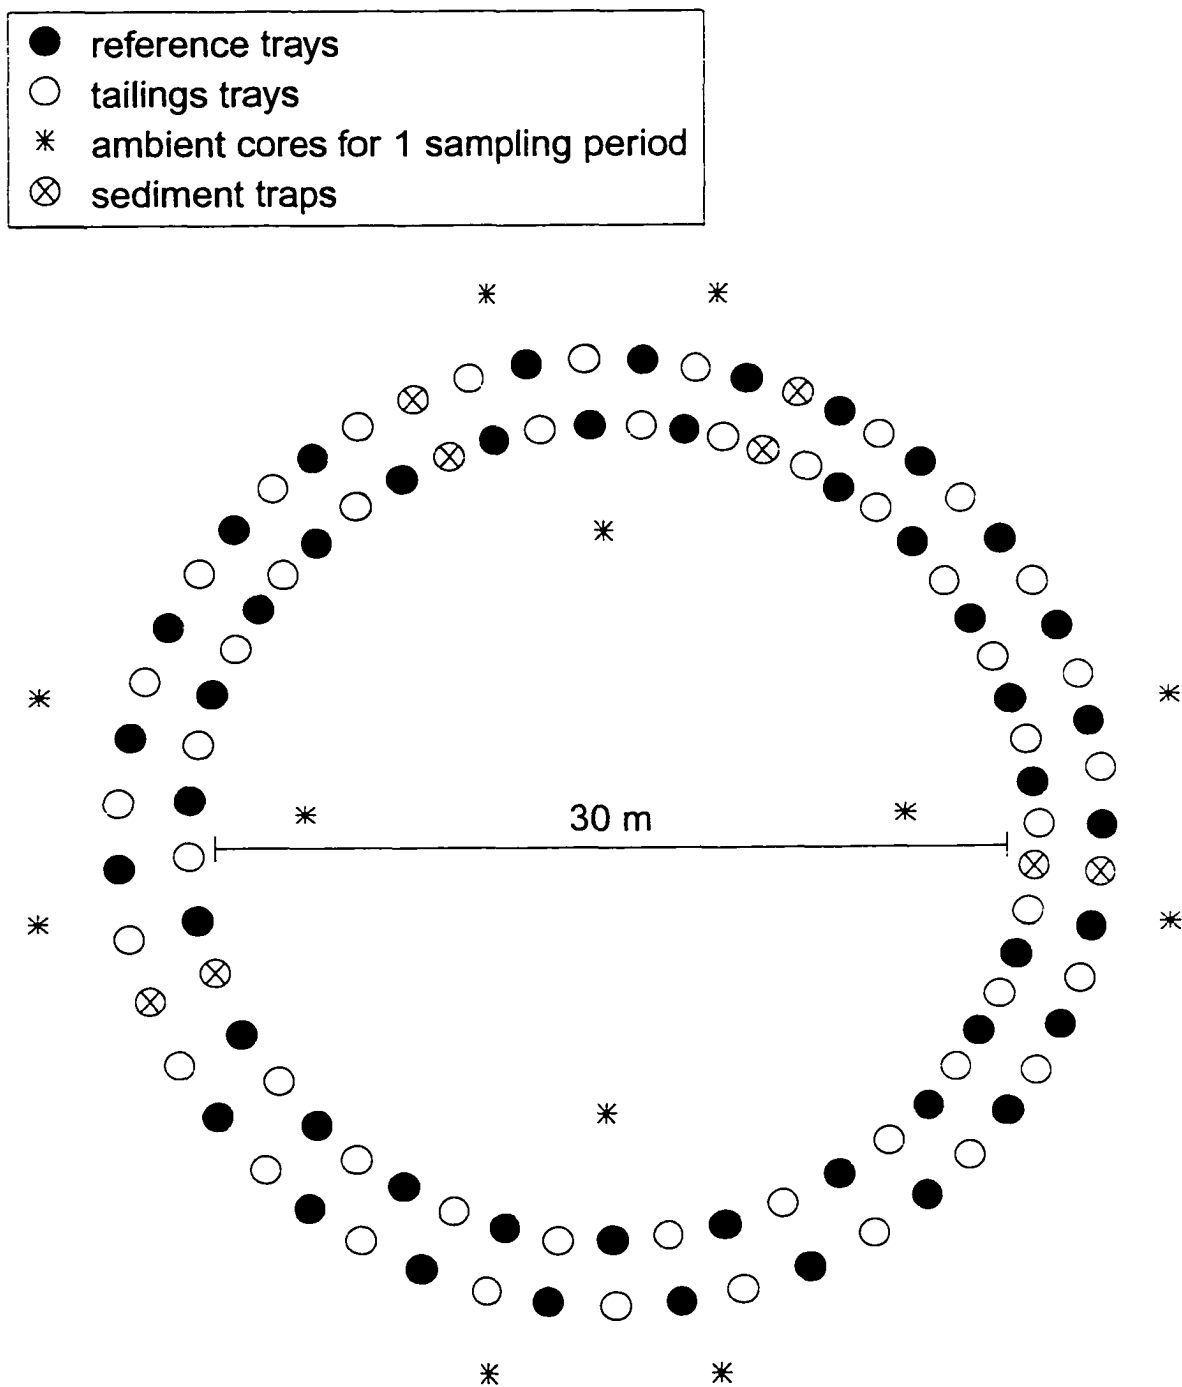 reference trays
tailings trays
ambient cores for 1 sampling period
sediment traps
30 m